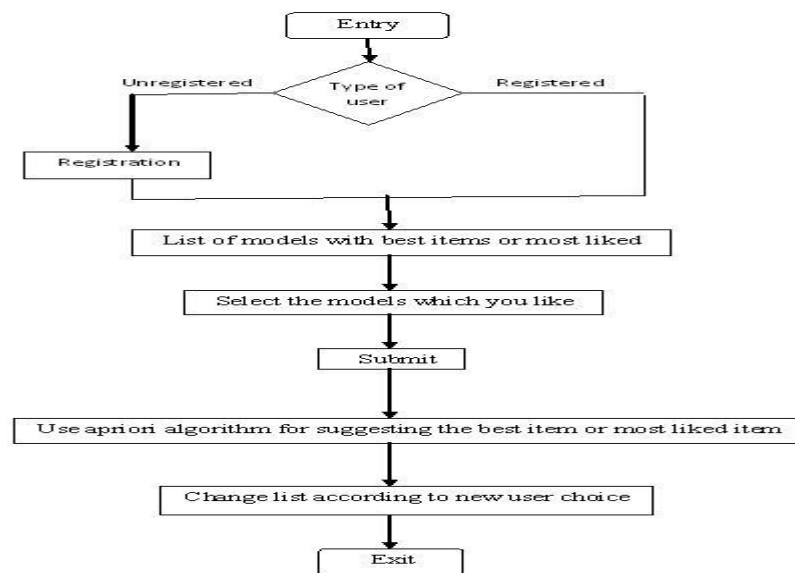 Entry
Unregistered
Type of
user
Registered
Registration
List of models with best items or most liked
Select the models which you like
Submit
Use apriori algorithm for suggesting the best item or most liked item
Change list according to new user choice
Exit